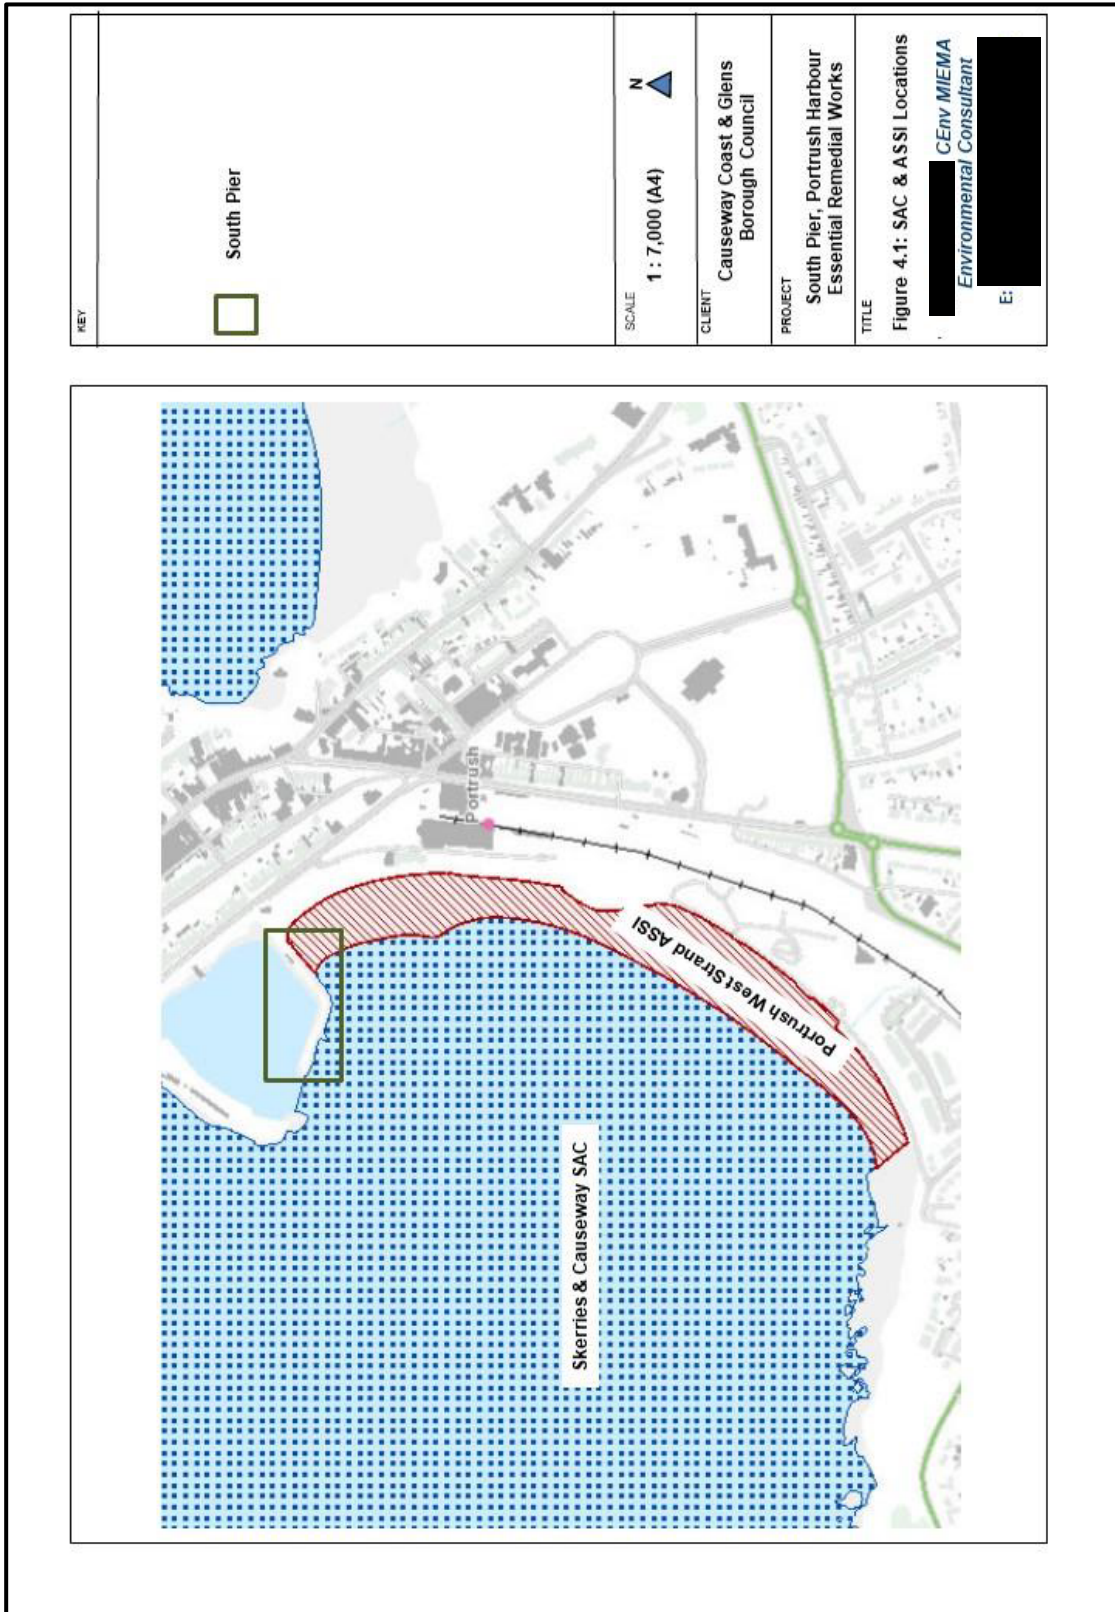 KEY
South Pier
SCALE
1 : 7,000 (A4)
N
CLIENT
Causeway Coast & Glens
Borough Council
PROJECT
South Pier, Portrush Harbour
Essential Remedial Works
TITLE
Figure 4.1: SAC & ASSI Locations
CEnv MIEMA
Environmental Consultant
E:
Portrush
Portrush West Strand ASSI
Skerries & Causeway SAC